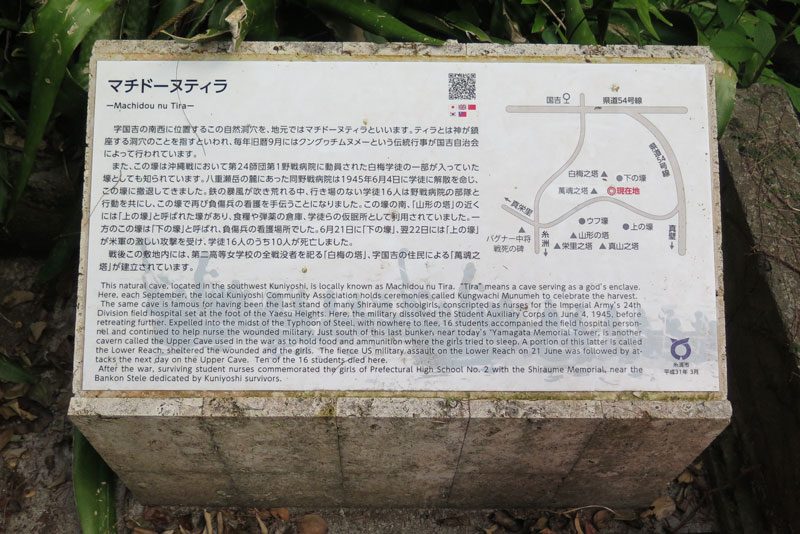 マチドーヌティラ
—Machidou nu Tira—
字国吉の南西に位置するこの自然洞穴を、地元ではマチドーヌティラといいます。ティラとは神が鎮
座する洞穴のことを指すといわれ、毎年旧暦9月にはクングヮチムヌメーという伝統行事が国吉自治会
によって行われています。
また、この壕は沖縄戦において第24師団第1野戦病院に動員された白梅学徒の一部が入っていた
壕としても知られています。八重瀬岳の麓にあった同野戦病院は1945年6月4日に学徒に解散を命じ、
この壕に撤退してきました。鉄の暴風が吹き荒れる中、行き場のない学徒16人は野戦病院の部隊と
行動を共にし、この壕で再び負傷兵の看護を手伝うことになりました。この壕の南、「山形の塔」の近く
には「上の壕」と呼ばれた壕があり、食糧や弾薬の倉庫、学徒らの仮眠所として利用されていました。一
方のこの壕は「下の壕」と呼ばれ、負傷兵の看護場所でした。6月21日に「下の壕」、翌22日には「上の壕」
が米軍の激しい攻撃を受け、学徒16人のうち10人が死亡しました。
戦後この敷地内には、第二高等女学校の全戦没者を祀る「白梅の塔」、字国吉の住民による「萬魂之
塔」が建立されています。
This natural cave, located in the southwest Kuniyoshi, is locally known as Machidou nu Tira. "Tira" means a cave serving as a god's enclave.
Here, each September, the local Kuniyoshi Community Association holds ceremonies called Kungwachi Munumeh to celebrate the harvest.
The same cave is famous for having been the last stand of many Shiraume schoolgirls, conscripted as nurses for the Imperial Army's 24th
Division field hospital set at the foot of the Yaesu Heights. Here, the military dissolved the Student Auxiliary Corps on June 4, 1945, before
retreating further. Expelled into the midst of the Typhoon of Steel, with nowhere to flee, 16 students accompanied the field hospital person-
nel and continued to help nurse the wounded military. Just south of this last bunker, near today's Yamagata Memorial Tower, is another
cavern called the Upper Cave used in the war as to hold food and ammunition where the girls tried to sleep. A portion of this latter is called
the Lower Reach, sheltered the wounded and the girls. The fierce US military assault on the Lower Reach on 21 June was followed by at-
tacks the next day on the Upper Cave. Ten of the 16 students died here.
After the war, surviving student nurses commemorated the girls of Prefectural High School No. 2 with the Shiraume Memorial, near the
Bankon Stele dedicated by Kuniyoshi survivors.
国吉
県道54号線
県道54号線
白梅之塔
下の壕
萬魂之塔
現在地
←真栄里
ウフ壕
上の壕
山形の塔
栄里之塔
真山之塔
バグナー中将
戦死の碑
糸洲
真壁
糸満市
平成31年 3月